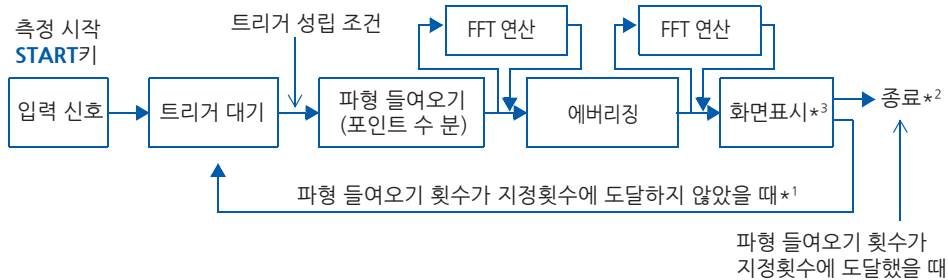 측정 시작
START키
트리거 성립 조건
FFT 연산
FFT 연산
입력 신호
트리거 대기
파형 들여오기
(포인트 수 분)
에버리징
화면표시*3
종료*2
파형 들여오기 횟수가 지정횟수에 도달하지 않았을 때*1
파형 들여오기 횟수가
지정횟수에 도달했을 때